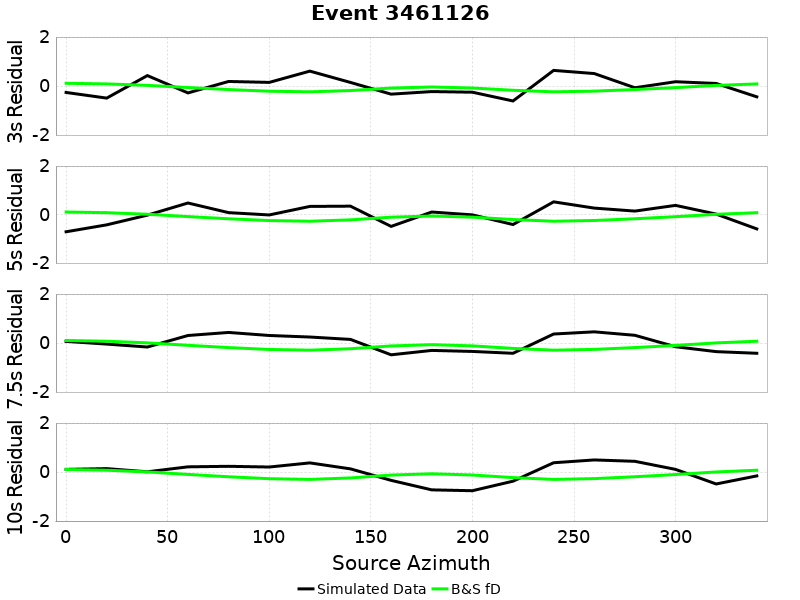 Event 3461126
3s Residual
2
0
-2
5s Residual
2
0
-2
7.5s Residual
2
0
-2
10s Residual
2
0
-2
0 50 100 150 200 250 300
Source Azimuth
Simulated Data B&S fD